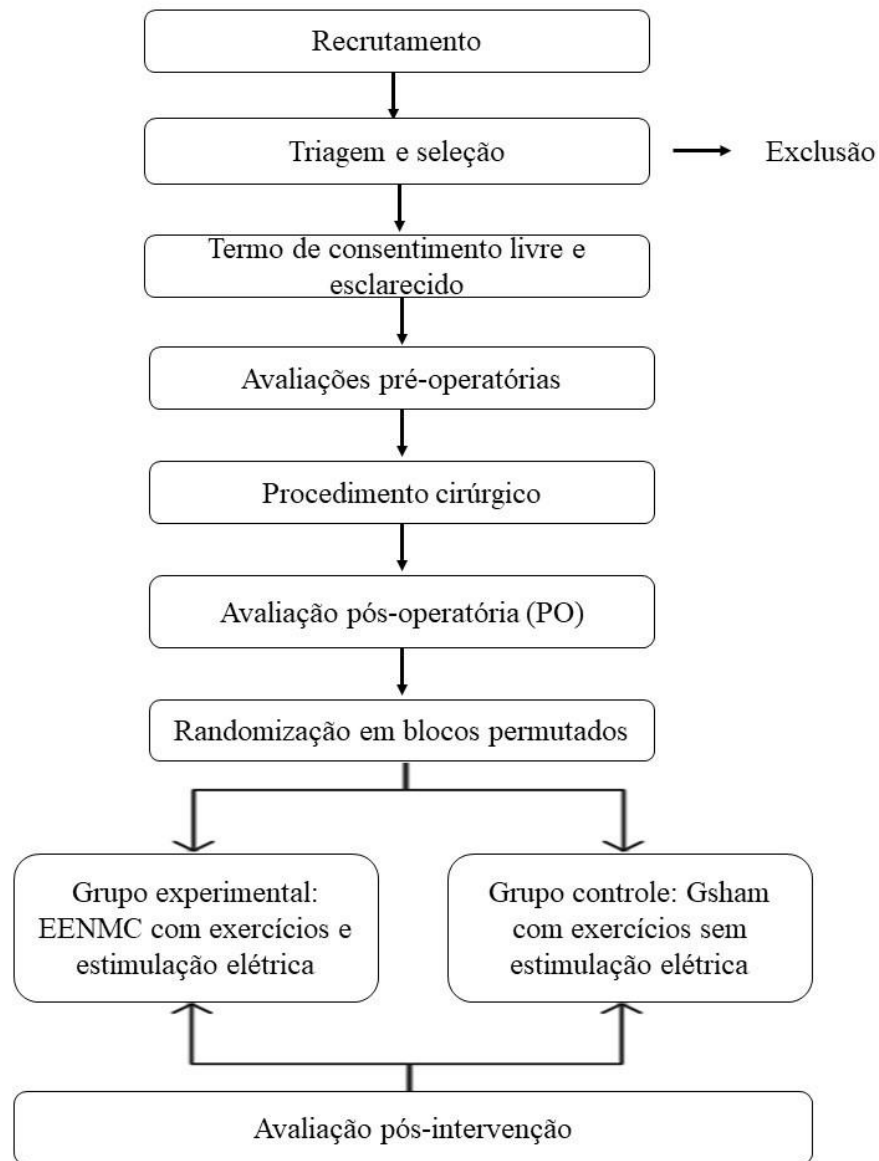 Recrutamento
Triagem e seleção
Exclusão
Termo de consentimento livre e
esclarecido
Avaliações pré-operatórias
Procedimento cirúrgico
Avaliação pós-operatória (PO)
Randomização em blocos permutados
Grupo experimental:
EENMC com exercícios e
estimulação elétrica
Grupo controle: Gsham
com exercícios sem
estimulação elétrica
Avaliação pós-intervenção